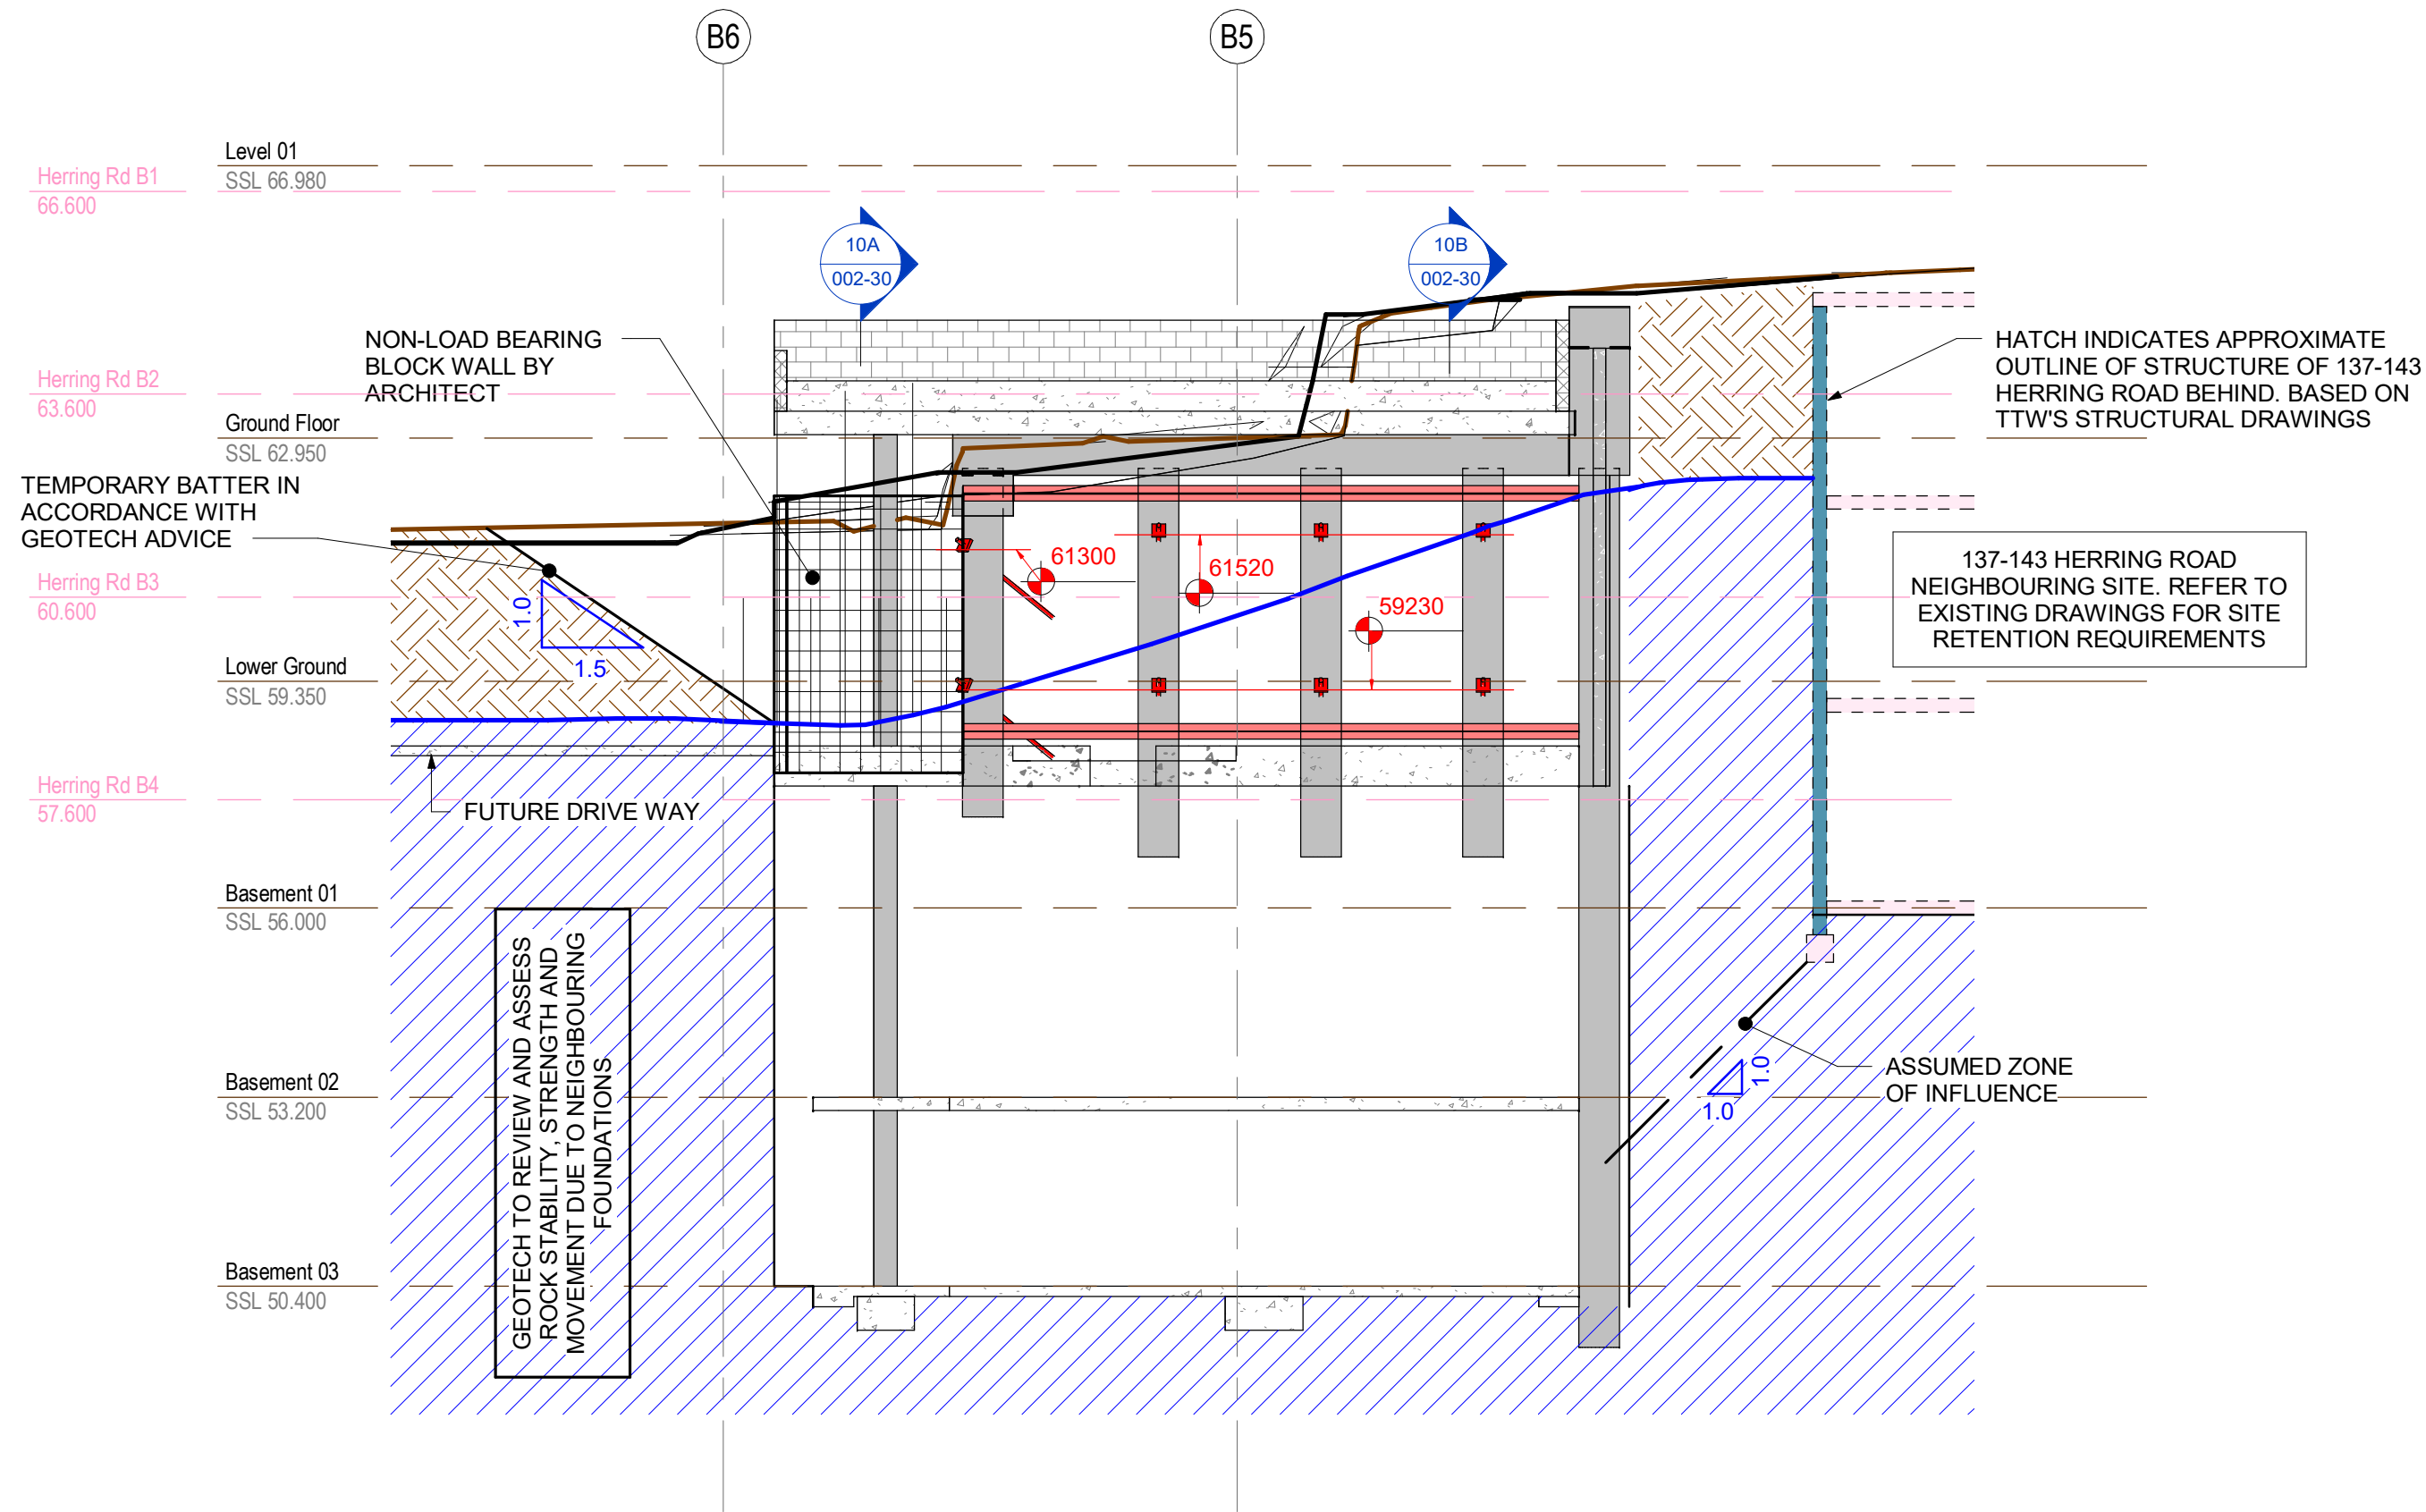 B6
B5
Level 01
SSL 66.980
Herring Rd B1
66.600
10A
002-30
10B
002-30
NON-LOAD BEARING
BLOCK WALL BY
ARCHITECT
HATCH INDICATES APPROXIMATE
OUTLINE OF STRUCTURE OF 137-143
HERRING ROAD BEHIND. BASED ON
TTW'S STRUCTURAL DRAWINGS
Herring Rd B2
63.600
Ground Floor
SSL 62.950
TEMPORARY BATTER IN
ACCORDANCE WITH
GEOTECH ADVICE
61300
61520
59230
137-143 HERRING ROAD
NEIGHBOURING SITE. REFER TO
EXISTING DRAWINGS FOR SITE
RETENTION REQUIREMENTS
Herring Rd B3
60.600
1.0
1.5
Lower Ground
SSL 59.350
Herring Rd B4
57.600
FUTURE DRIVE WAY
Basement 01
SSL 56.000
GEOTECH TO REVIEW AND ASSESS
ROCK STABILITY, STRENGTH AND
MOVEMENT DUE TO NEIGHBOURING
FOUNDATIONS
ASSUMED ZONE
OF INFLUENCE
1.0
1.0
Basement 02
SSL 53.200
Basement 03
SSL 50.400